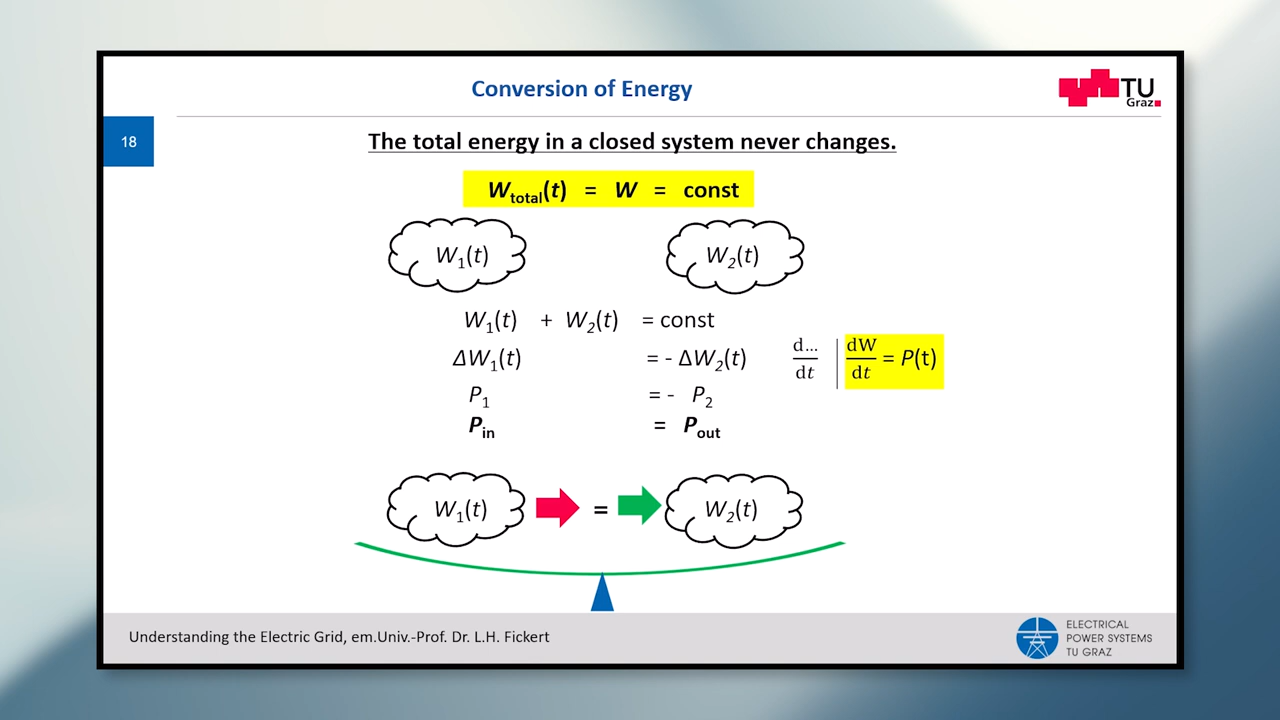 Conversion of Energy
TU
Graz
18
The total energy in a closed system never changes.
Wtotal(t) = W = const
W1(t) W2(t)
W1(t) + W2(t) = const
ΔW1(t) = - ΔW2(t) d.../dt | dW/dt = P(t)
P1 = - P2
Pin = Pout
W1(t) = W2(t)
Understanding the Electric Grid, em.Univ.-Prof. Dr. L.H. Fickert
ELECTRICAL
POWER SYSTEMS
TU GRAZ